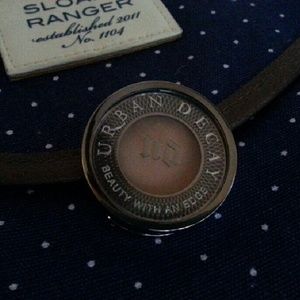 SLOANE
RANGER
established 2011
No. 1104
URBAN DECAY
UD
BEAUTY WITH AN EDGE